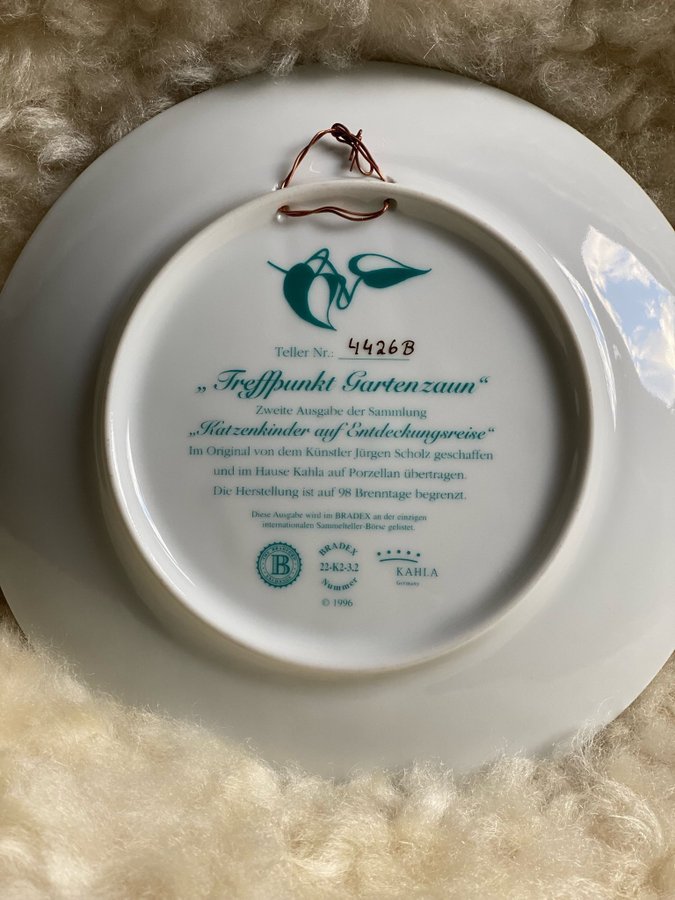 Teller Nr.: 4426B
„Treffpunkt Gartenzaun“
Zweite Ausgabe der Sammlung
„Katzenkinder auf Entdeckungsreise“
Im Original von dem Künstler Jürgen Scholz geschaffen
und im Hause Kahla auf Porzellan übertragen.
Die Herstellung ist auf 98 Brenntage begrenzt.
Diese Ausgabe wird im BRADEX an der einzigen
internationalen Sammelteller-Börse gelistet.
B
BRADEX
22-K2-3.2
Nummer
KAHLA
Germany
© 1996